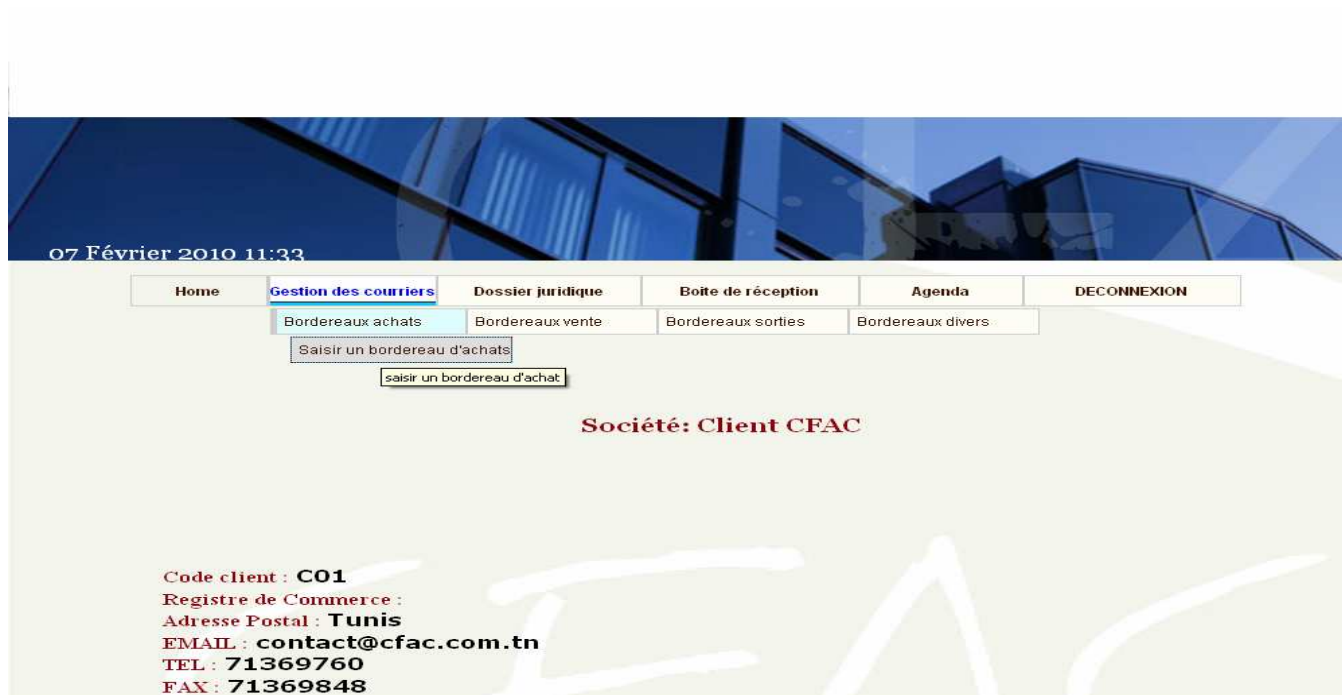 07 Février 2010 11:33
Home Gestion des courriers Dossier juridique Boite de réception Agenda DECONNEXION
Bordereaux achats Bordereaux vente Bordereaux sorties Bordereaux divers
Saisir un bordereau d'achats
saisir un bordereau d'achat
Société: Client CFAC
Code client : C01
Registre de Commerce :
Adresse Postal : Tunis
EMAIL : contact@cfac.com.tn
TEL : 71369760
FAX : 71369848